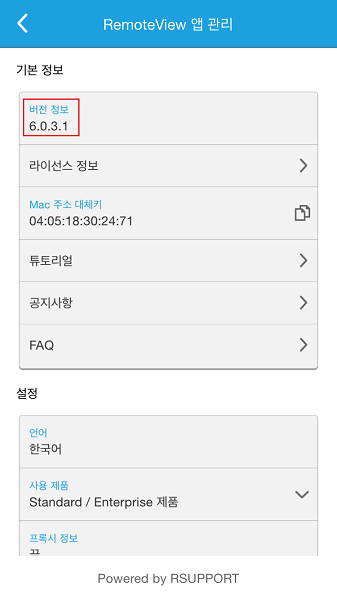 RemoteView 앱 관리
기본 정보
버전 정보
6.0.3.1
라이선스 정보
Mac 주소 대체키
04:05:18:30:24:71
튜토리얼
공지사항
FAQ
설정
언어
한국어
사용 제품
Standard / Enterprise 제품
프록시 정보
Powered by RSUPPORT